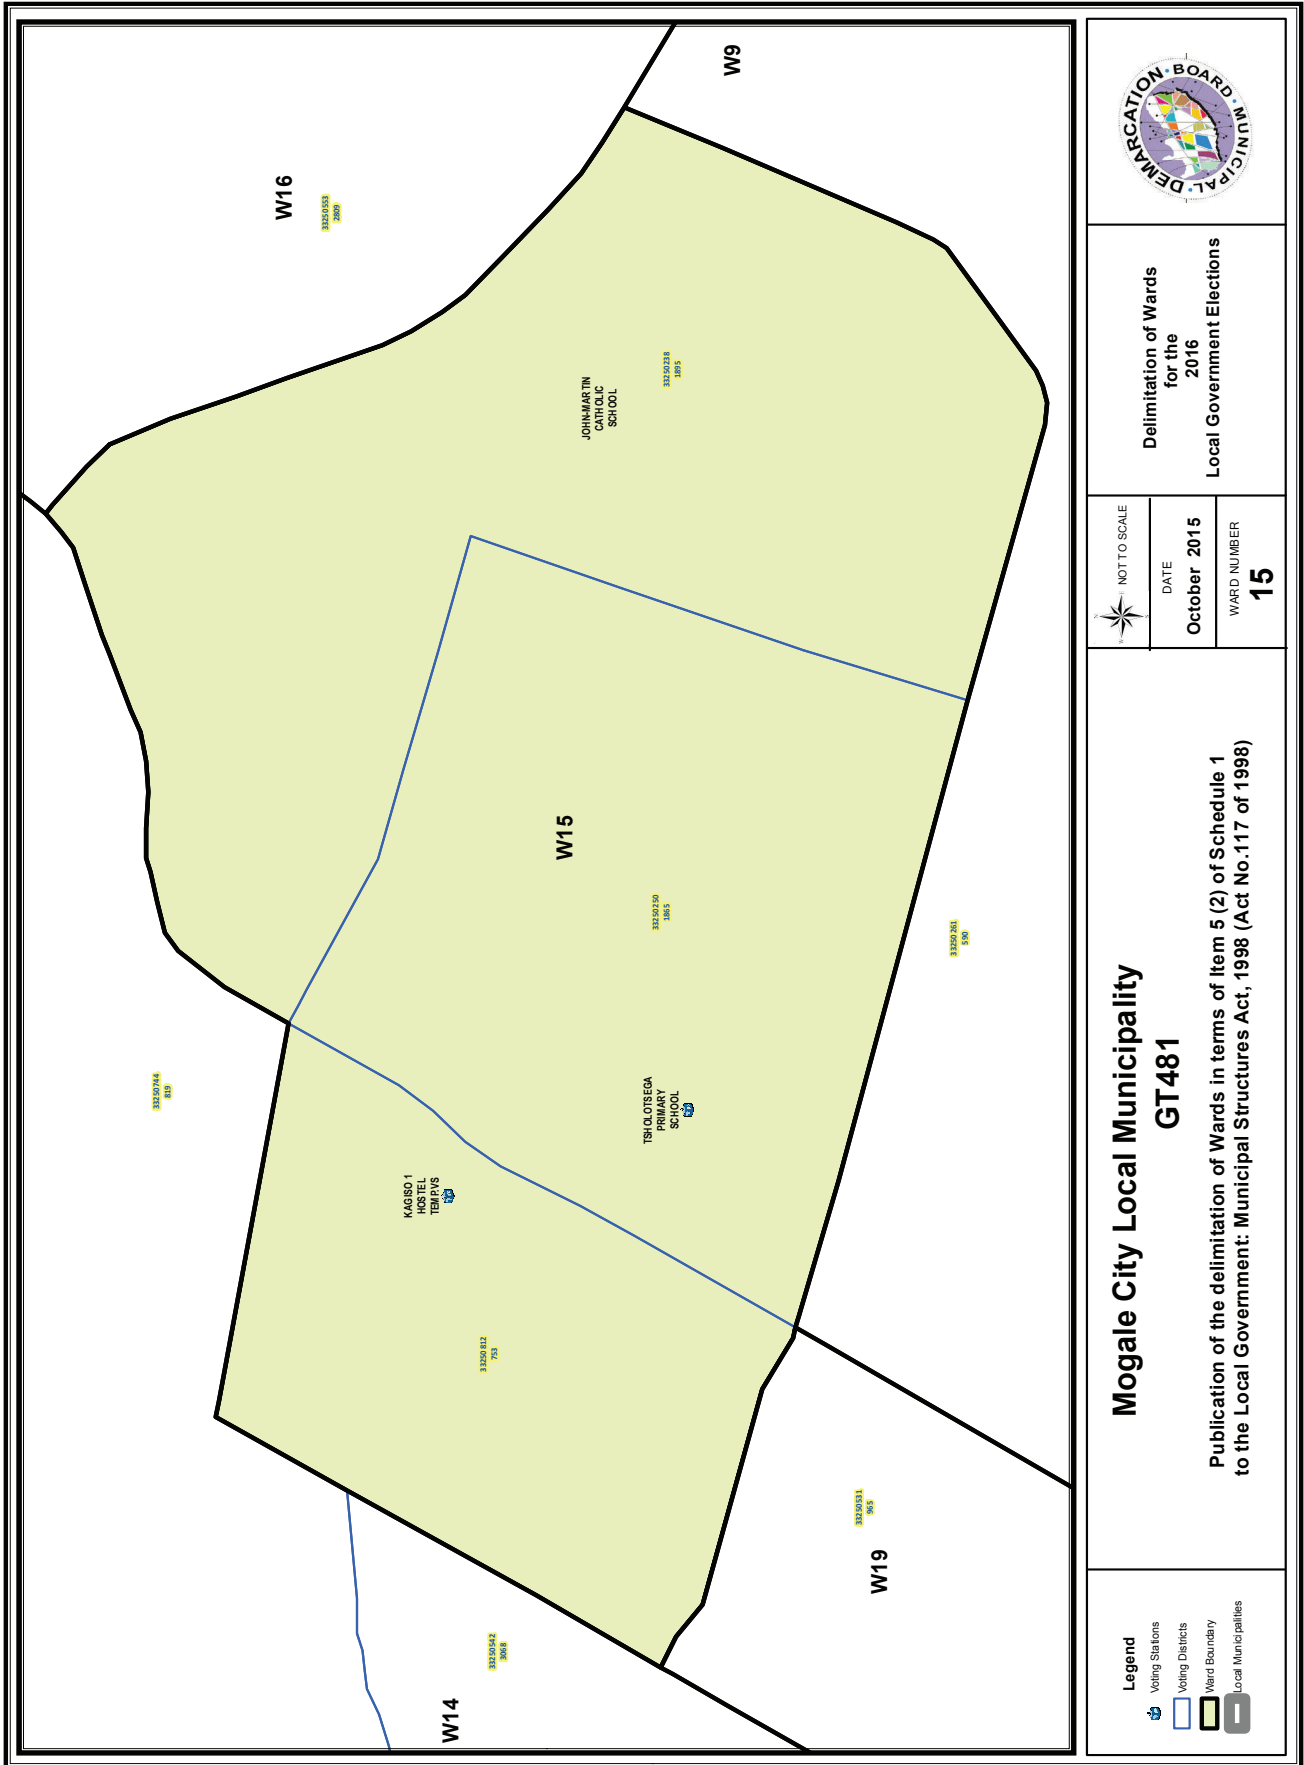 W9
W16
33250553
2809
JOHN-MARTIN
CATHOLIC
SCHOOL
33250238
1895
W15
33250250
1865
33250261
590
33250744
819
TSHOLOTSEGA
PRIMARY
SCHOOL
KAGISO 1
HOSTEL
TEMP.VS
33250812
753
33250531
965
W19
33250542
3068
W14
Legend
Voting Stations
Voting Districts
Ward Boundary
Local Municipalities
Mogale City Local Municipality
GT481
Publication of the delimitation of Wards in terms of Item 5 (2) of Schedule 1
to the Local Government: Municipal Structures Act, 1998 (Act No.117 of 1998)
N
W
E
S
NOT TO SCALE
DATE
October 2015
WARD NUMBER
15
Delimitation of Wards
for the
2016
Local Government Elections
MUNICIPAL · DEMARCATION · BOARD ·